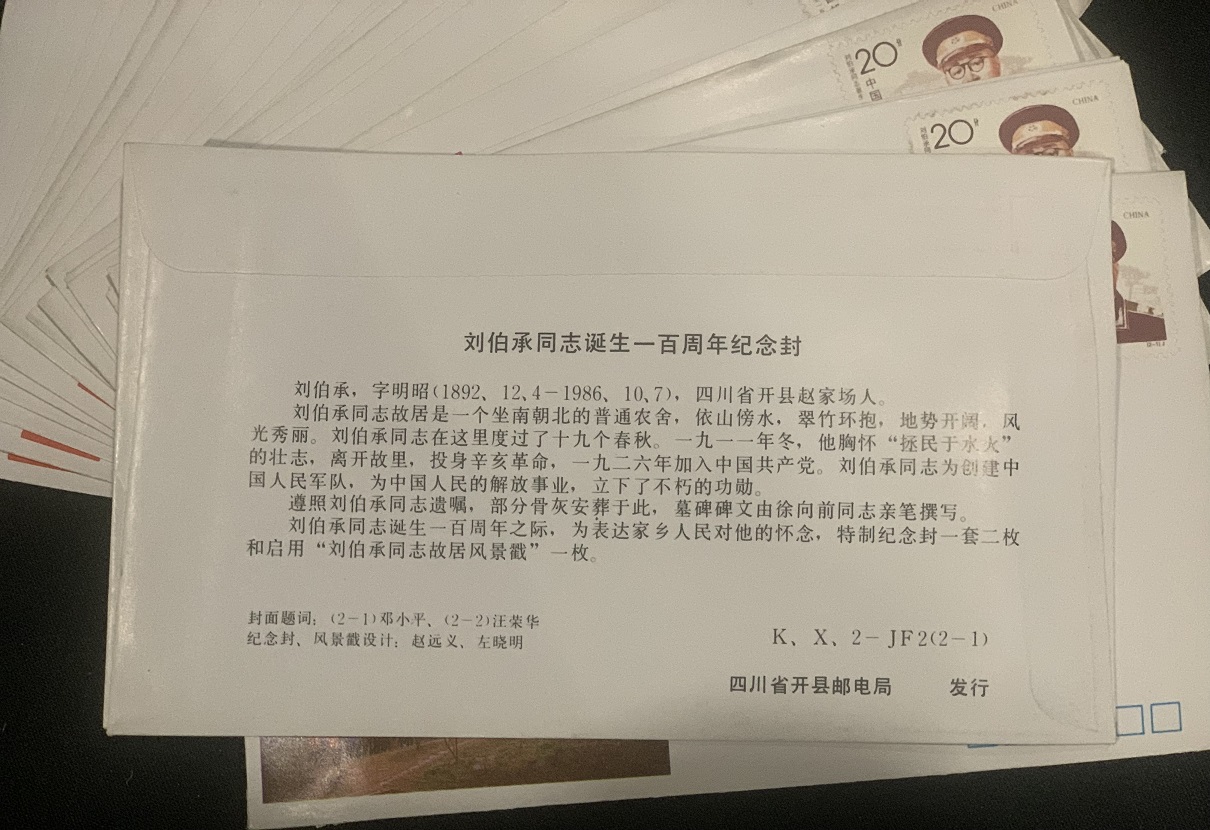 20分
中国
CHINA
20分
CHINA
CHINA
刘伯承同志诞生一百周年纪念封
刘伯承，字明昭(1892、12、4－1986、10、7)，四川省开县赵家场人。
刘伯承同志故居是一个坐南朝北的普通农舍，依山傍水，翠竹环抱，地势开阔，风
光秀丽。刘伯承同志在这里度过了十九个春秋。一九一一年冬，他胸怀“拯民于水火”
的壮志，离开故里，投身辛亥革命，一九二六年加入中国共产党。刘伯承同志为创建中
国人民军队，为中国人民的解放事业，立下了不朽的功勋。
遵照刘伯承同志遗嘱，部分骨灰安葬于此，墓碑碑文由徐向前同志亲笔撰写。
刘伯承同志诞生一百周年之际，为表达家乡人民对他的怀念，特制纪念封一套二枚
和启用“刘伯承同志故居风景戳”一枚。
封面题词：(2－1)邓小平、(2－2)汪荣华
纪念封、风景戳设计：赵远义、左晓明
K、X、2－JF2(2－1)
四川省开县邮电局 发行